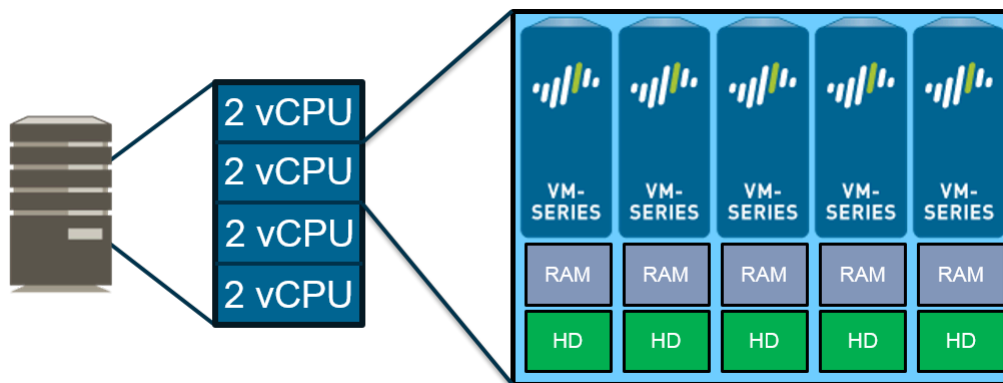 2 vCPU
2 vCPU
2 vCPU
2 vCPU
VM-SERIES
VM-SERIES
VM-SERIES
VM-SERIES
VM-SERIES
RAM RAM RAM RAM RAM
HD HD HD HD HD